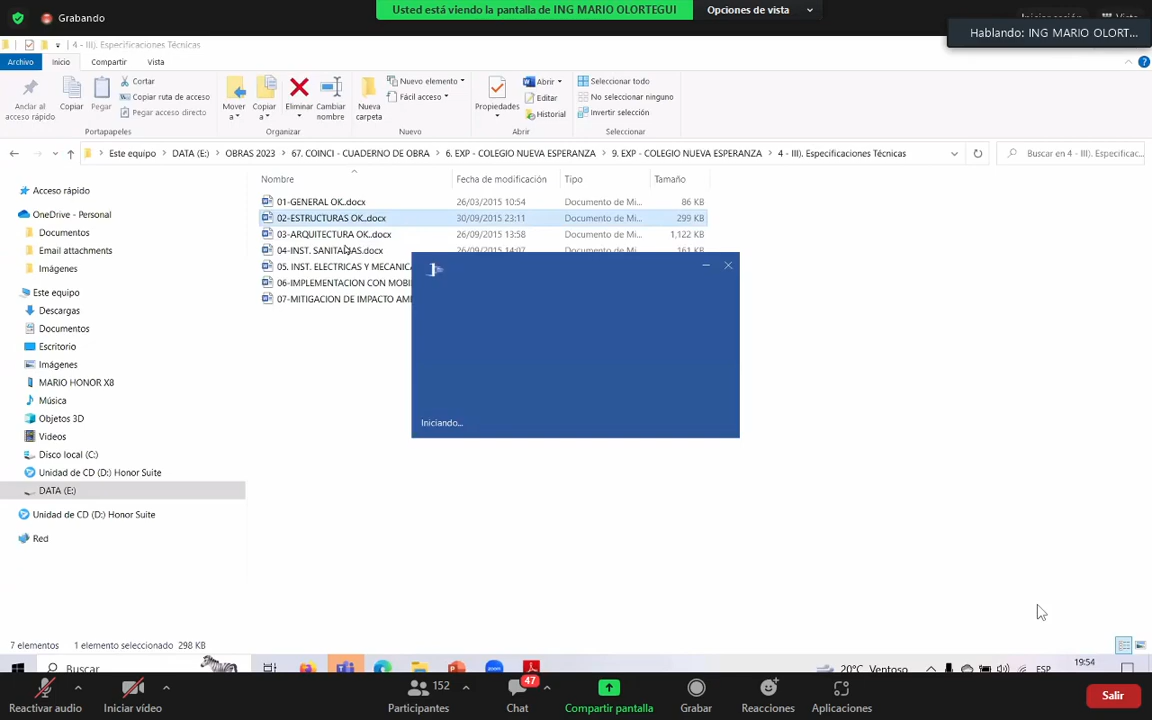 Grabando
Usted está viendo la pantalla de ING MARIO OLORTEGUI
Opciones de vista
Hablando: ING MARIO OLORT...
4 - III). Especificaciones Técnicas
Archivo
Inicio
Compartir
Vista
Anclar al acceso rápido
Copiar
Pegar
Cortar
Copiar ruta de acceso
Pegar acceso directo
Portapapeles
Mover a
Copiar a
Eliminar
Cambiar nombre
Organizar
Nueva carpeta
Nuevo elemento
Fácil acceso
Nuevo
Propiedades
Abrir
Editar
Historial
Abrir
Seleccionar todo
No seleccionar ninguno
Invertir selección
Seleccionar
Este equipo > DATA (E:) > OBRAS 2023 > 67. COINCI - CUADERNO DE OBRA > 6. EXP - COLEGIO NUEVA ESPERANZA > 9. EXP - COLEGIO NUEVA ESPERANZA > 4 - III). Especificaciones Técnicas
Buscar en 4 - III). Especificac...
Nombre Fecha de modificación Tipo Tamaño
01-GENERAL OK..docx 26/03/2015 10:54 Documento de Mi... 86 KB
02-ESTRUCTURAS OK..docx 30/09/2015 23:11 Documento de Mi... 299 KB
03-ARQUITECTURA OK..docx 26/09/2015 13:58 Documento de Mi... 1,122 KB
04-INST. SANITARIAS.docx 26/09/2015 14:07 Documento de Mi... 161 KB
05. INST. ELECTRICAS Y MECANICA
06-IMPLEMENTACION CON MOBI
07-MITIGACION DE IMPACTO AM
Iniciando...
Acceso rápido
OneDrive - Personal
Documentos
Email attachments
Imágenes
Este equipo
Descargas
Documentos
Escritorio
Imágenes
MARIO HONOR X8
Música
Objetos 3D
Videos
Disco local (C:)
Unidad de CD (D:) Honor Suite
DATA (E:)
Unidad de CD (D:) Honor Suite
Red
7 elementos 1 elemento seleccionado 298 KB
Buscar
20°C Ventoso
ESP
19:54
Reactivar audio
Iniciar vídeo
152
Participantes
47
Chat
Compartir pantalla
Grabar
Reacciones
Aplicaciones
Salir